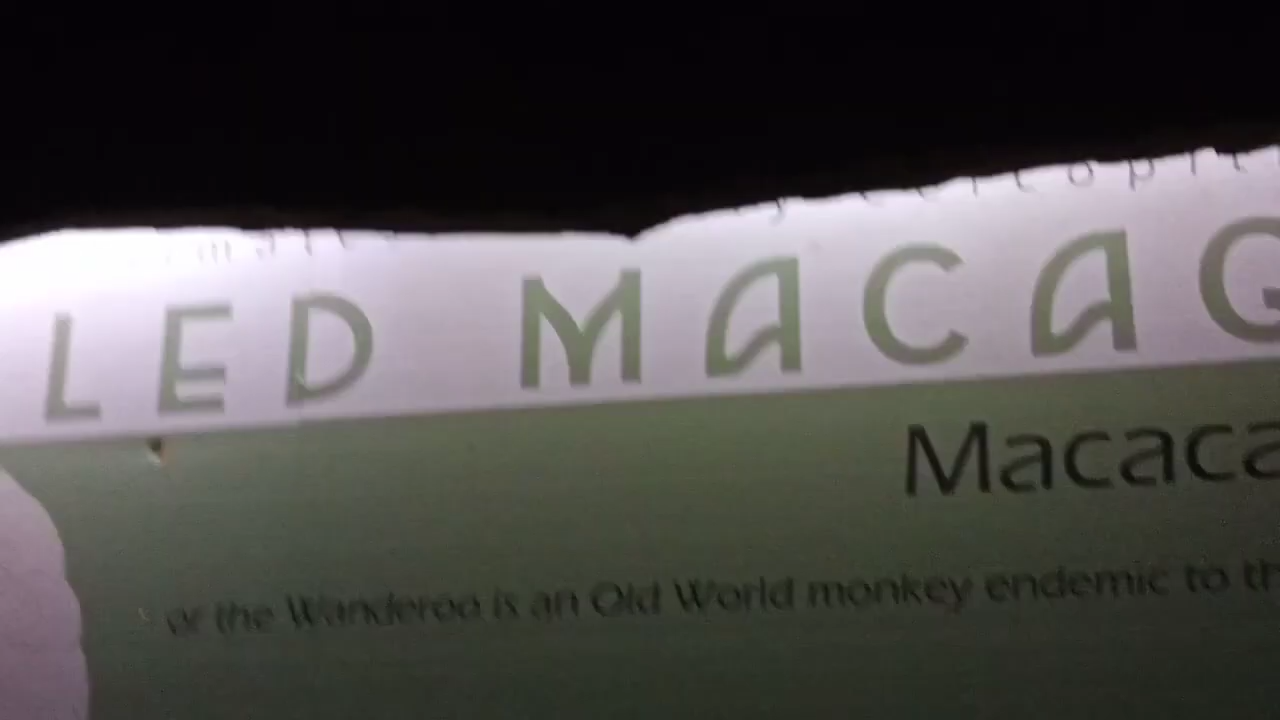 LED MACAQ
Macaca
or the Wanderoo is an Old World monkey endemic to th